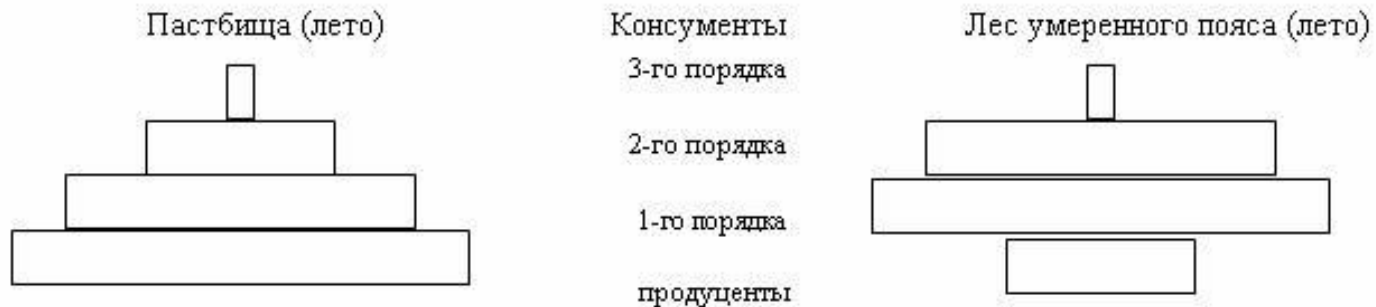 Пастбища (лето)
Консументы
Лес умеренного пояса (лето)
3-го порядка
2-го порядка
1-го порядка
продуценты